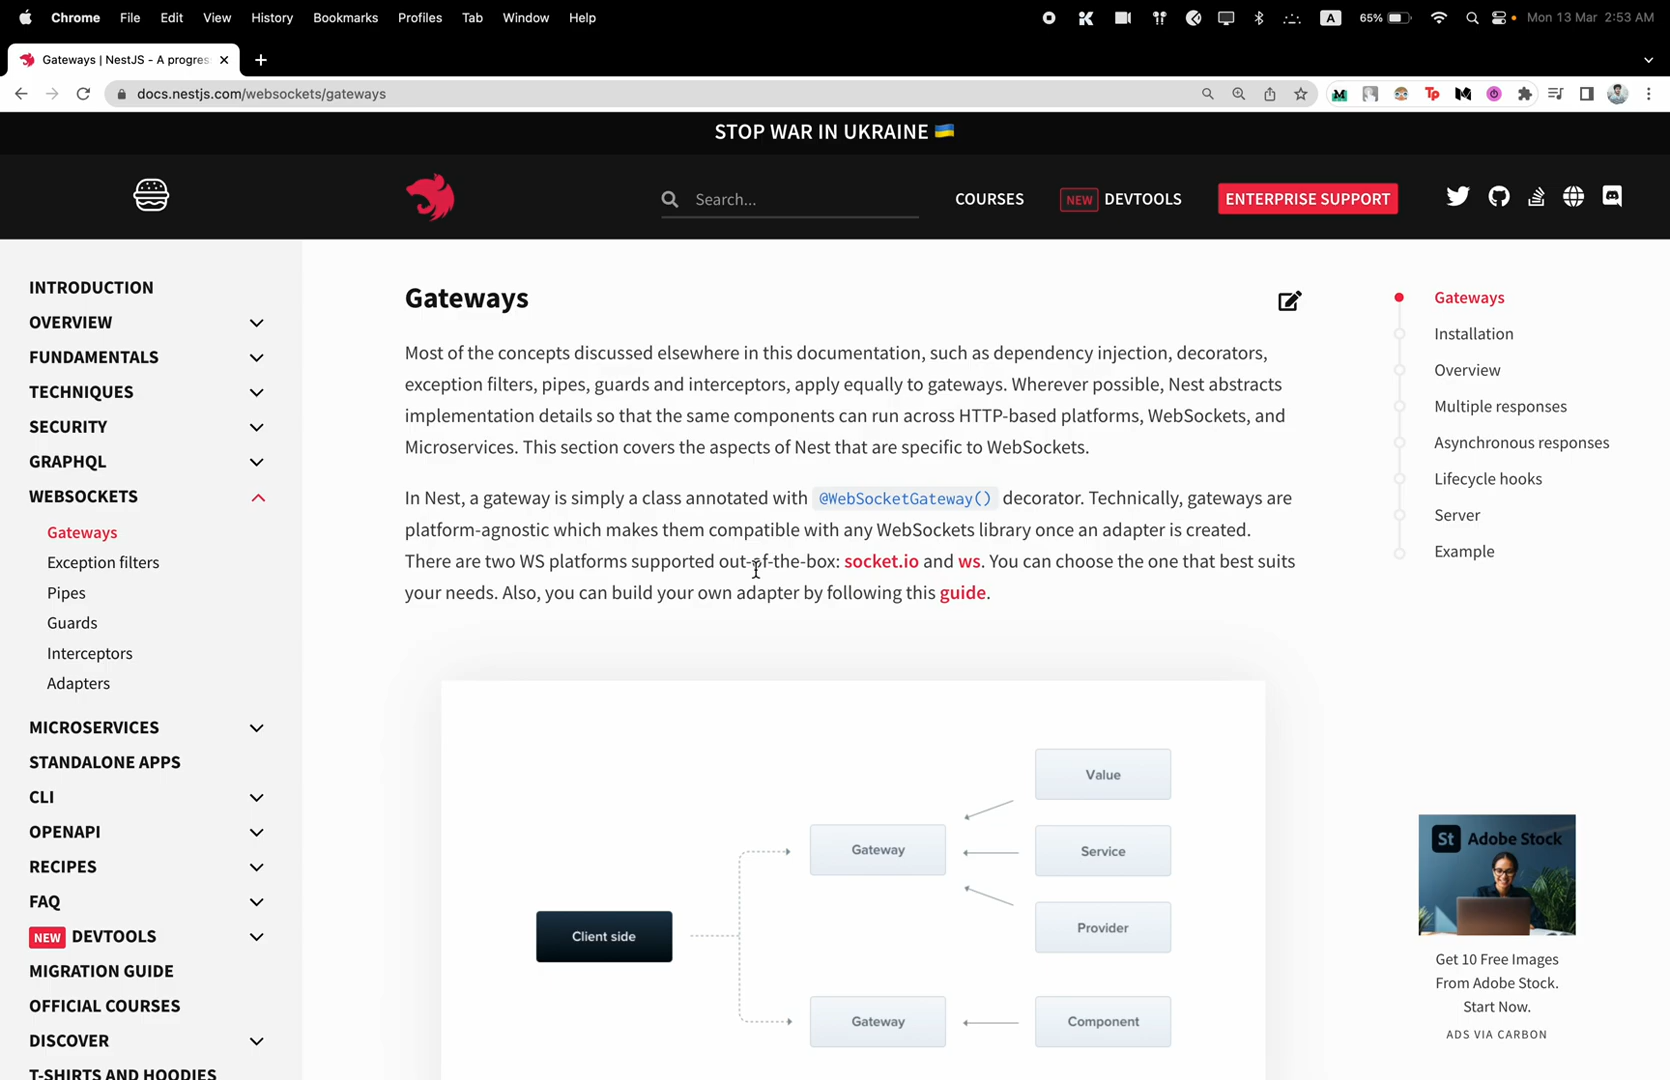 Chrome File Edit View History Bookmarks Profiles Tab Window Help A 65% Mon 13 Mar 2:53 AM
Gateways | NestJS - A progres
docs.nestjs.com/websockets/gateways
STOP WAR IN UKRAINE 🇺🇦
Search...
COURSES
NEW DEVTOOLS
ENTERPRISE SUPPORT
INTRODUCTION
OVERVIEW
FUNDAMENTALS
TECHNIQUES
SECURITY
GRAPHQL
WEBSOCKETS
Gateways
Exception filters
Pipes
Guards
Interceptors
Adapters
MICROSERVICES
STANDALONE APPS
CLI
OPENAPI
RECIPES
FAQ
NEW DEVTOOLS
MIGRATION GUIDE
OFFICIAL COURSES
DISCOVER
T-SHIRTS AND HOODIES
Gateways
Most of the concepts discussed elsewhere in this documentation, such as dependency injection, decorators,
exception filters, pipes, guards and interceptors, apply equally to gateways. Wherever possible, Nest abstracts
implementation details so that the same components can run across HTTP-based platforms, WebSockets, and
Microservices. This section covers the aspects of Nest that are specific to WebSockets.
In Nest, a gateway is simply a class annotated with @WebSocketGateway() decorator. Technically, gateways are
platform-agnostic which makes them compatible with any WebSockets library once an adapter is created.
There are two WS platforms supported out-of-the-box: socket.io and ws. You can choose the one that best suits
your needs. Also, you can build your own adapter by following this guide.
Value
Gateway
Service
Provider
Client side
Gateway
Component
Gateways
Installation
Overview
Multiple responses
Asynchronous responses
Lifecycle hooks
Server
Example
St Adobe Stock
Get 10 Free Images
From Adobe Stock.
Start Now.
ADS VIA CARBON